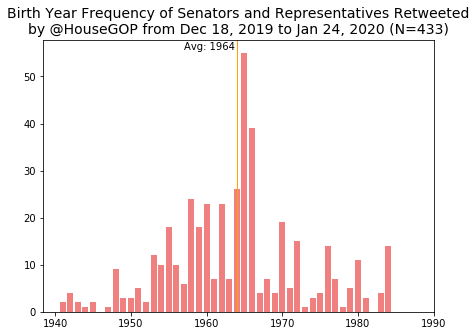 Birth Year Frequency of Senators and Representatives Retweeted
by @HouseGOP from Dec 18, 2019 to Jan 24, 2020 (N=433)
Avg: 1964
50
40
30
20
10
0
1940 1950 1960 1970 1980 1990